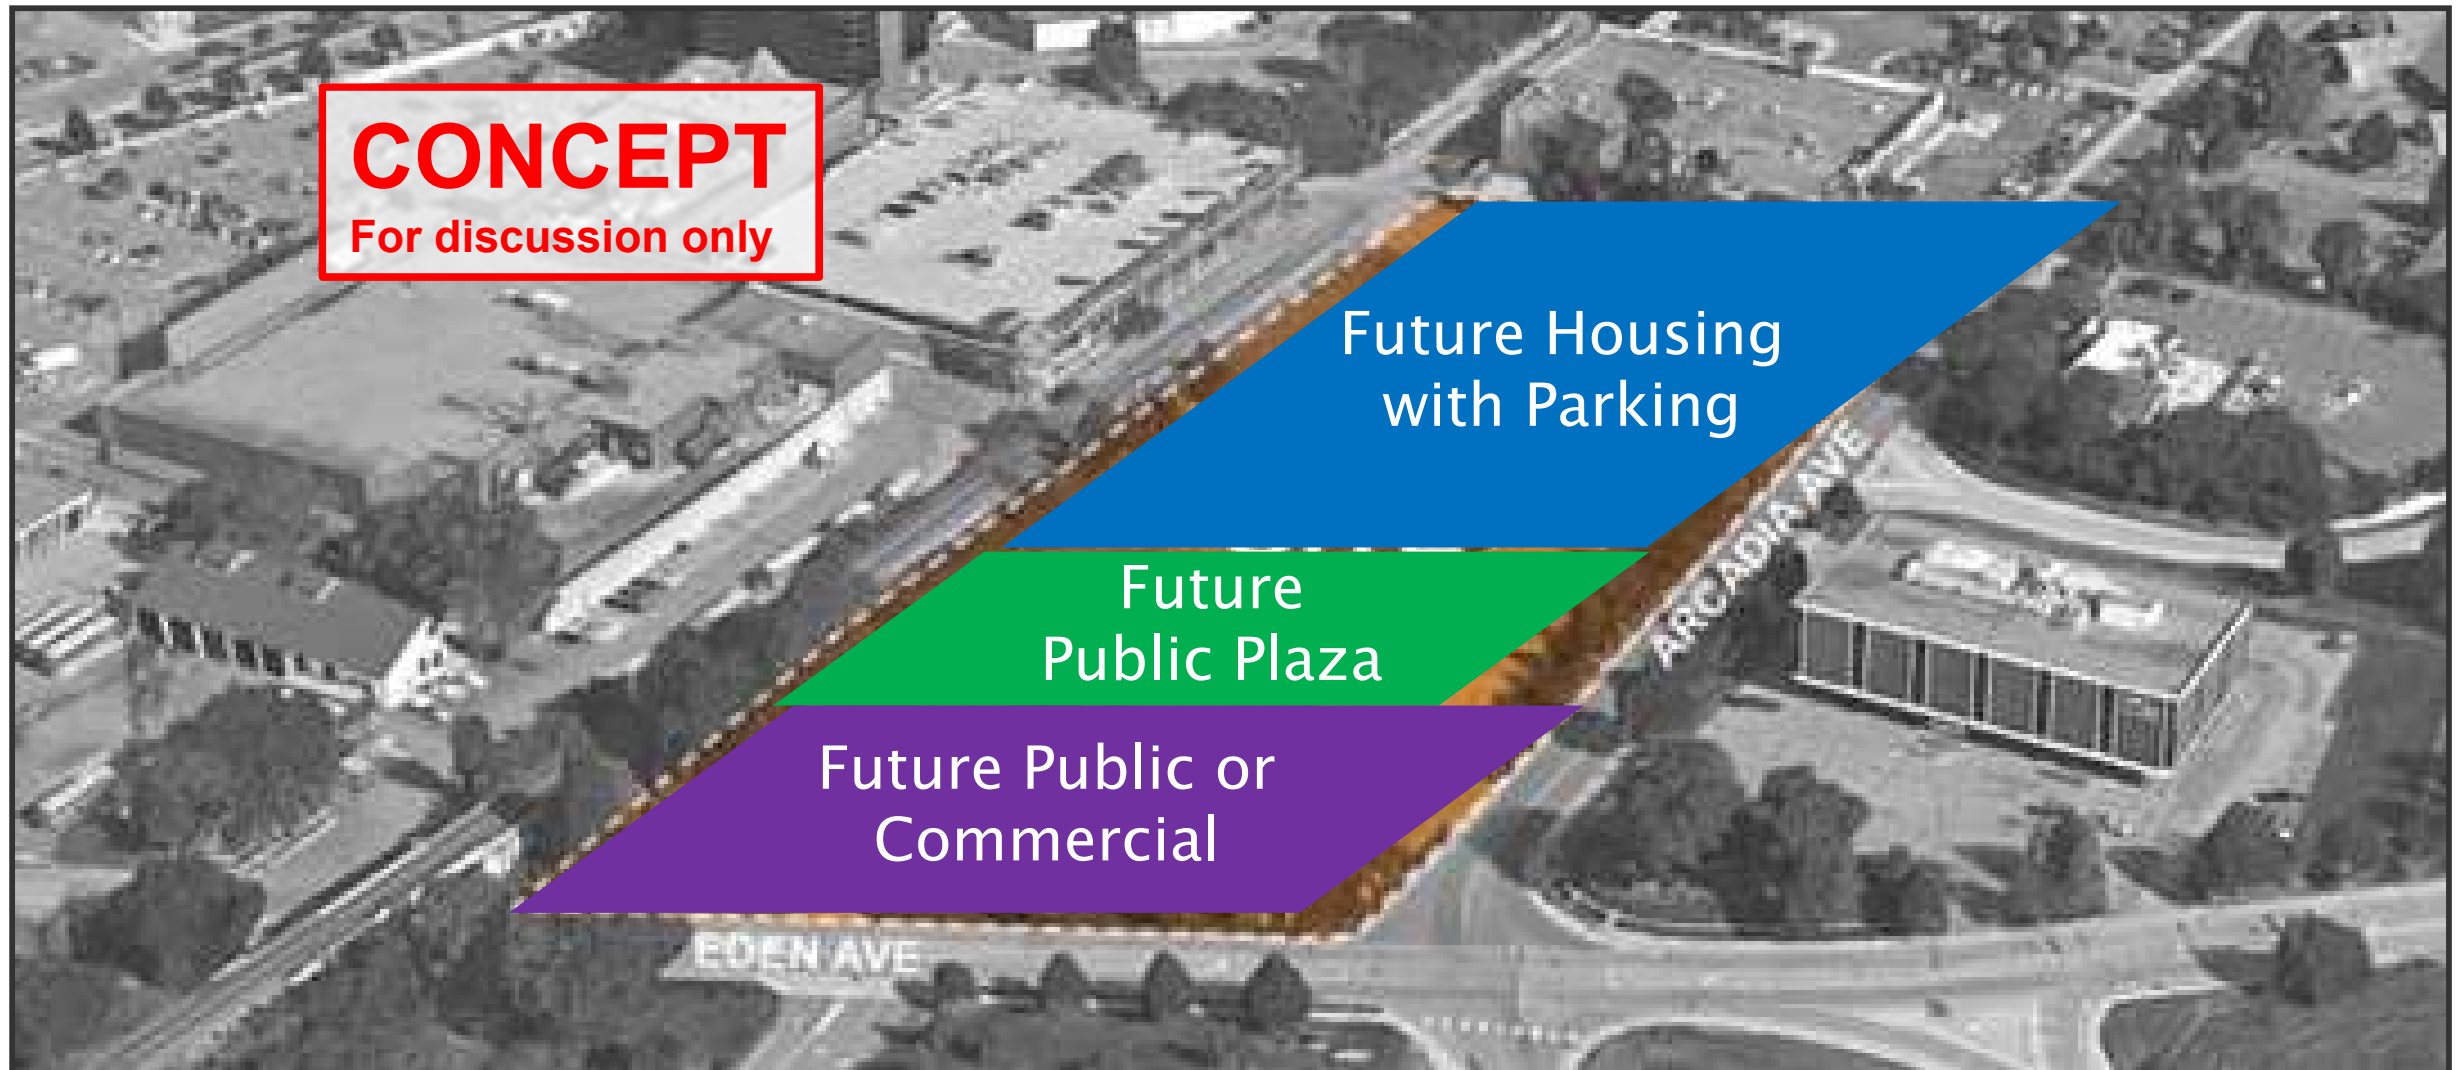 CONCEPT
For discussion only
Future Housing
with Parking
ARCADIA AVE
Future
Public Plaza
Future Public or
Commercial
EDEN AVE